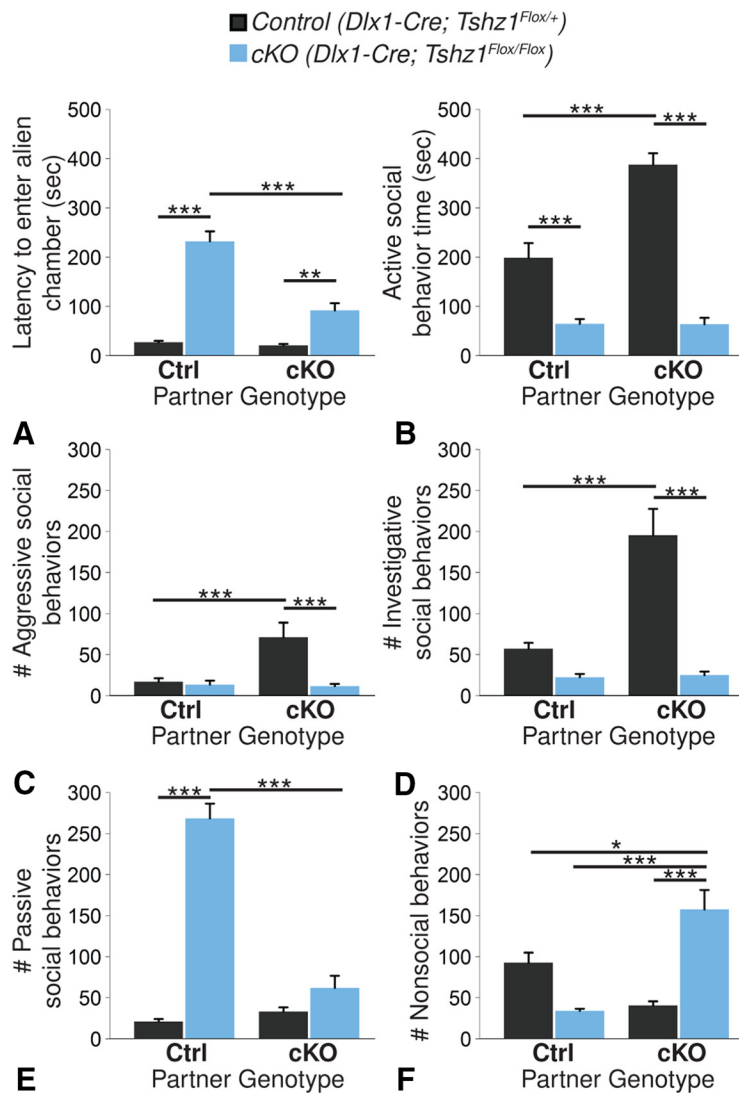 Control (Dlx1-Cre; Tshz1Flox/+)
cKO (Dlx1-Cre; Tshz1Flox/Flox)
Latency to enter alien
chamber (sec)
500
400
300
200
100
0
***
***
**
Ctrl
cKO
Partner Genotype
A
Active social
behavior time (sec)
500
400
300
200
100
0
***
***
***
Ctrl
cKO
Partner Genotype
B
# Aggressive social
behaviors
300
250
200
150
100
50
0
***
***
Ctrl
cKO
Partner Genotype
C
# Investigative
social behaviors
300
250
200
150
100
50
0
***
***
Ctrl
cKO
Partner Genotype
D
# Passive
social behaviors
300
250
200
150
100
50
0
***
***
Ctrl
cKO
Partner Genotype
E
# Nonsocial behaviors
300
250
200
150
100
50
0
*
***
***
Ctrl
cKO
Partner Genotype
F